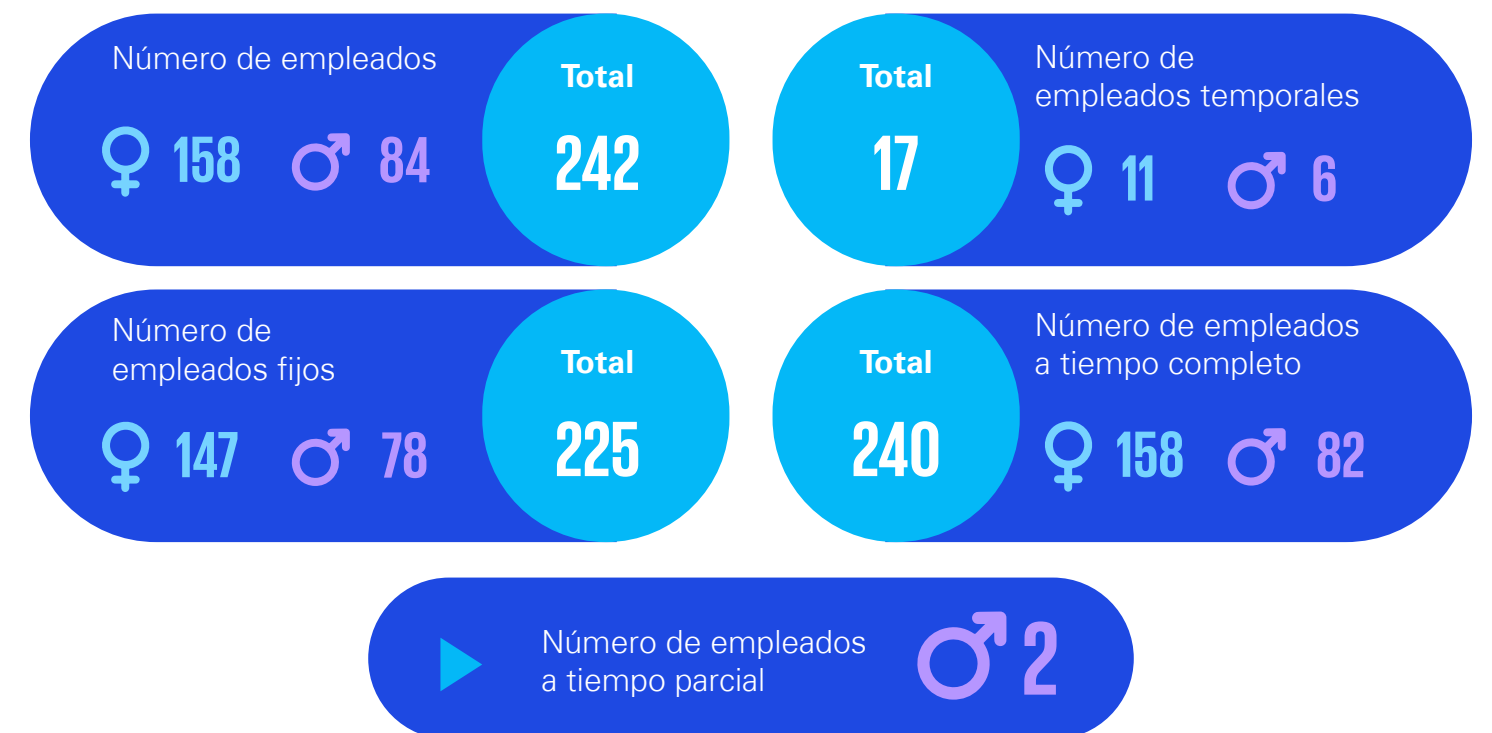 Número de empleados
♀ 158 ♂ 84
Total
242
Total
17
Número de
empleados temporales
♀ 11 ♂ 6
Número de
empleados fijos
♀ 147 ♂ 78
Total
225
Total
240
Número de empleados
a tiempo completo
♀ 158 ♂ 82
Número de empleados
a tiempo parcial
♂ 2